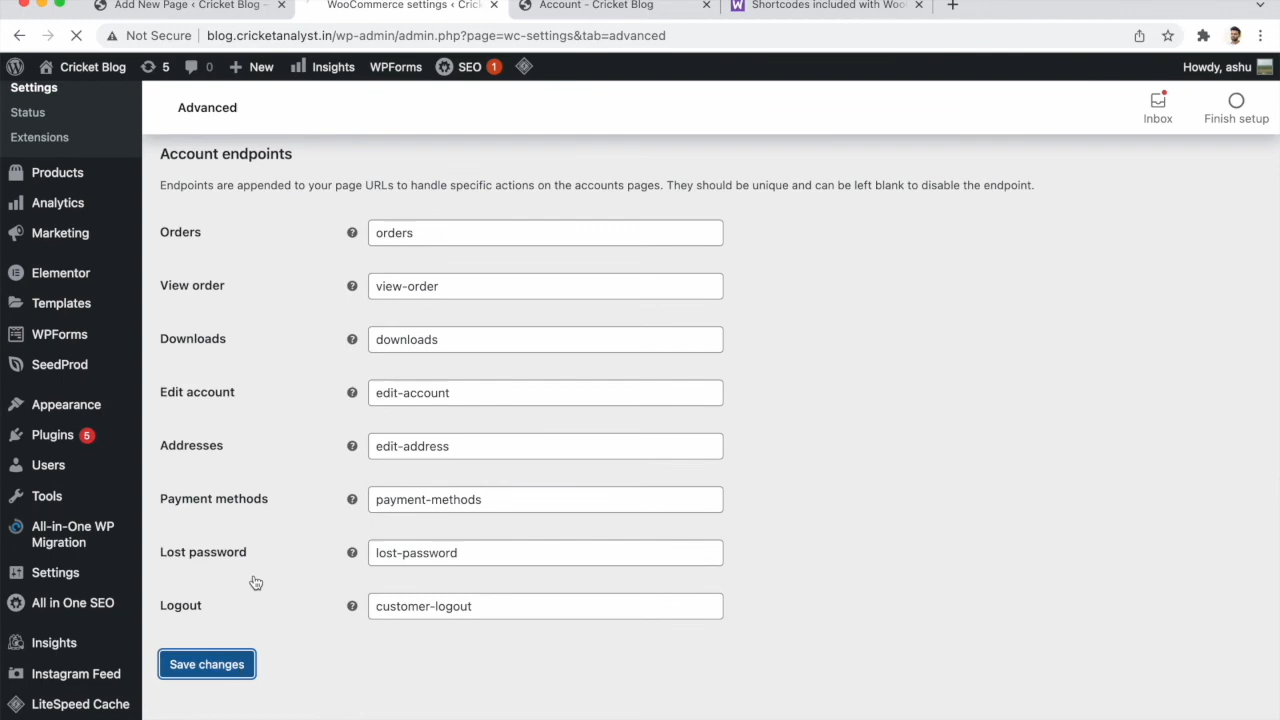 Add New Page ‹ Cricket Blog –
WooCommerce settings ‹ Crick
Account – Cricket Blog
Shortcodes included with Woo
Not Secure
blog.cricketanalyst.in/wp-admin/admin.php?page=wc-settings&tab=advanced
Cricket Blog
5
0
New
Insights
WPForms
SEO 1
Howdy, ashu
Settings
Status
Extensions
Products
Analytics
Marketing
Elementor
Templates
WPForms
SeedProd
Appearance
Plugins 5
Users
Tools
All-in-One WP
Migration
Settings
All in One SEO
Insights
Instagram Feed
LiteSpeed Cache
Advanced
Inbox
Finish setup
Account endpoints
Endpoints are appended to your page URLs to handle specific actions on the accounts pages. They should be unique and can be left blank to disable the endpoint.
Orders ? orders
View order ? view-order
Downloads ? downloads
Edit account ? edit-account
Addresses ? edit-address
Payment methods ? payment-methods
Lost password ? lost-password
Logout ? customer-logout
Save changes